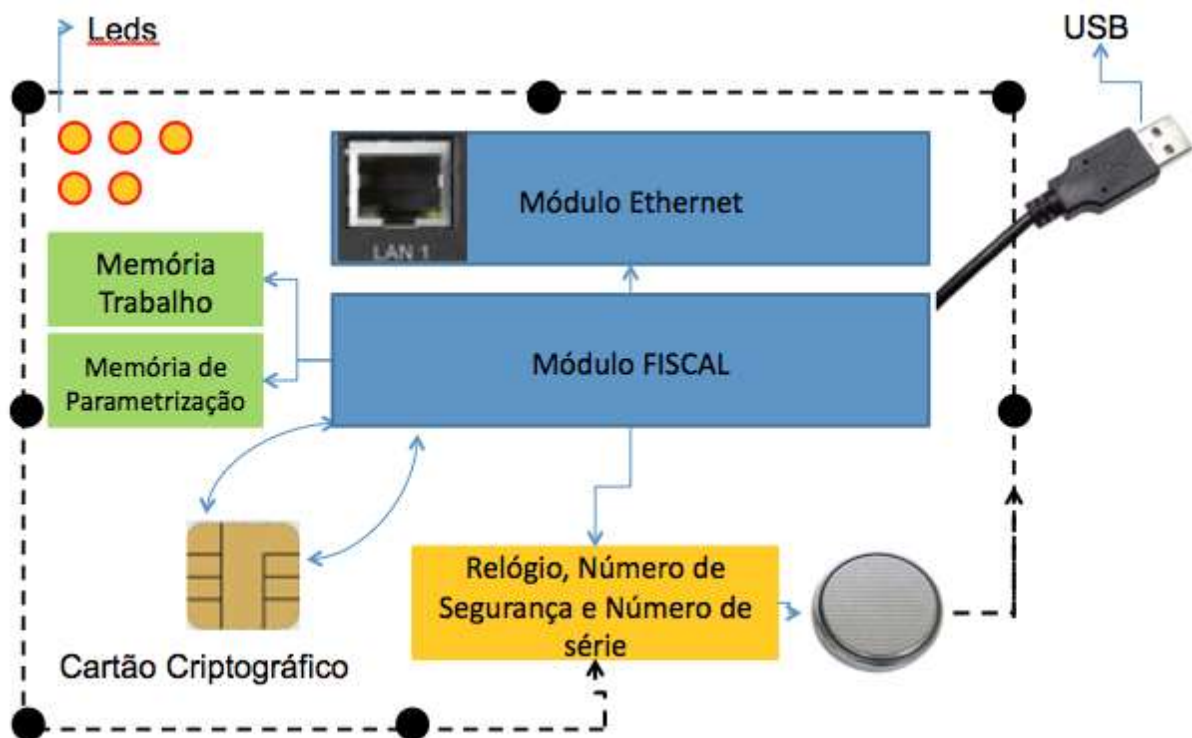 Leds
USB
Módulo Ethernet
LAN 1
Memória
Trabalho
Módulo FISCAL
Memória de
Parametrização
Relógio, Número de
Segurança e Número de
série
Cartão Criptográfico